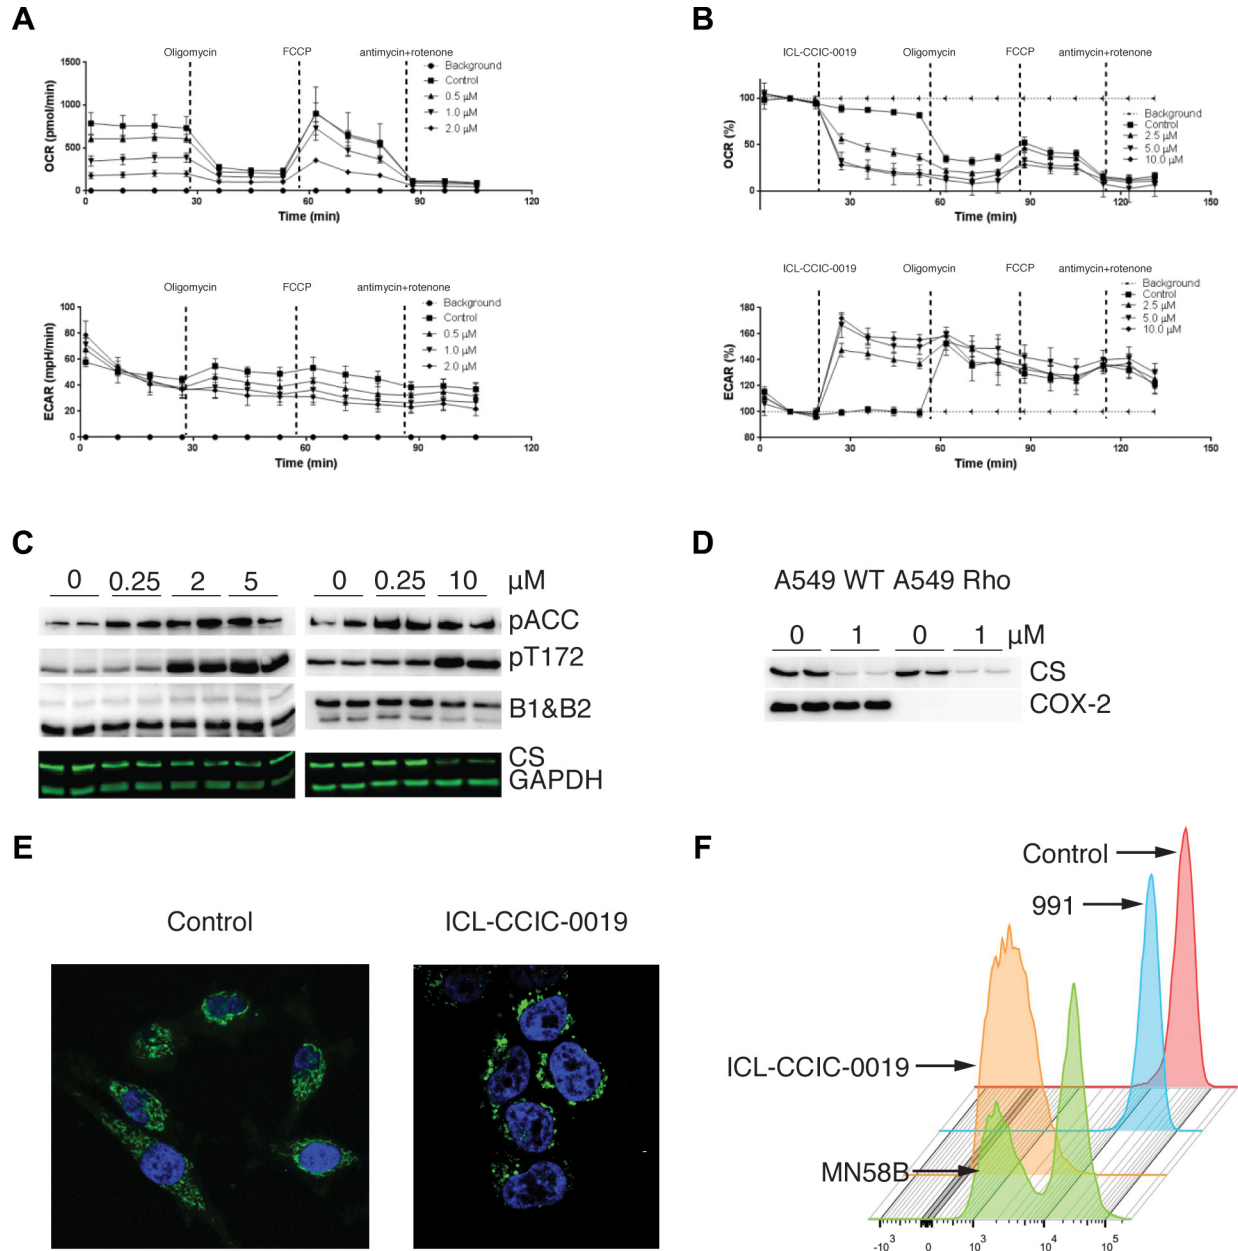 A
Oligomycin
FCCP
antimycin+rotenone
1500
1000
500
0
OCR (pmol/min)
Background
Control
0.5 µM
1.0 µM
2.0 µM
0 30 60 90 120
Time (min)
Oligomycin
FCCP
antimycin+rotenone
100
80
60
40
20
0
ECAR (mpH/min)
Background
Control
0.5 µM
1.0 µM
2.0 µM
0 30 60 90 120
Time (min)
B
ICL-CCIC-0019
Oligomycin
FCCP
antimycin+rotenone
100
50
0
OCR (%)
Background
Control
2.5 µM
5.0 µM
10.0 µM
30 60 90 150
Time (min)
ICL-CCIC-0019
Oligomycin
FCCP
antimycin+rotenone
180
160
140
120
100
80
ECAR (%)
Background
Control
2.5 µM
5.0 µM
10.0 µM
0 30 60 90 120 150
Time (min)
C
0 0.25 2 5
0 0.25 10 µM
pACC
pT172
B1&B2
CS
GAPDH
D
A549 WT A549 Rho
0 1 0 1 µM
CS
COX-2
E
Control
ICL-CCIC-0019
F
Control
991
ICL-CCIC-0019
MN58B
-10³ 0 10³ 10⁴ 10⁵